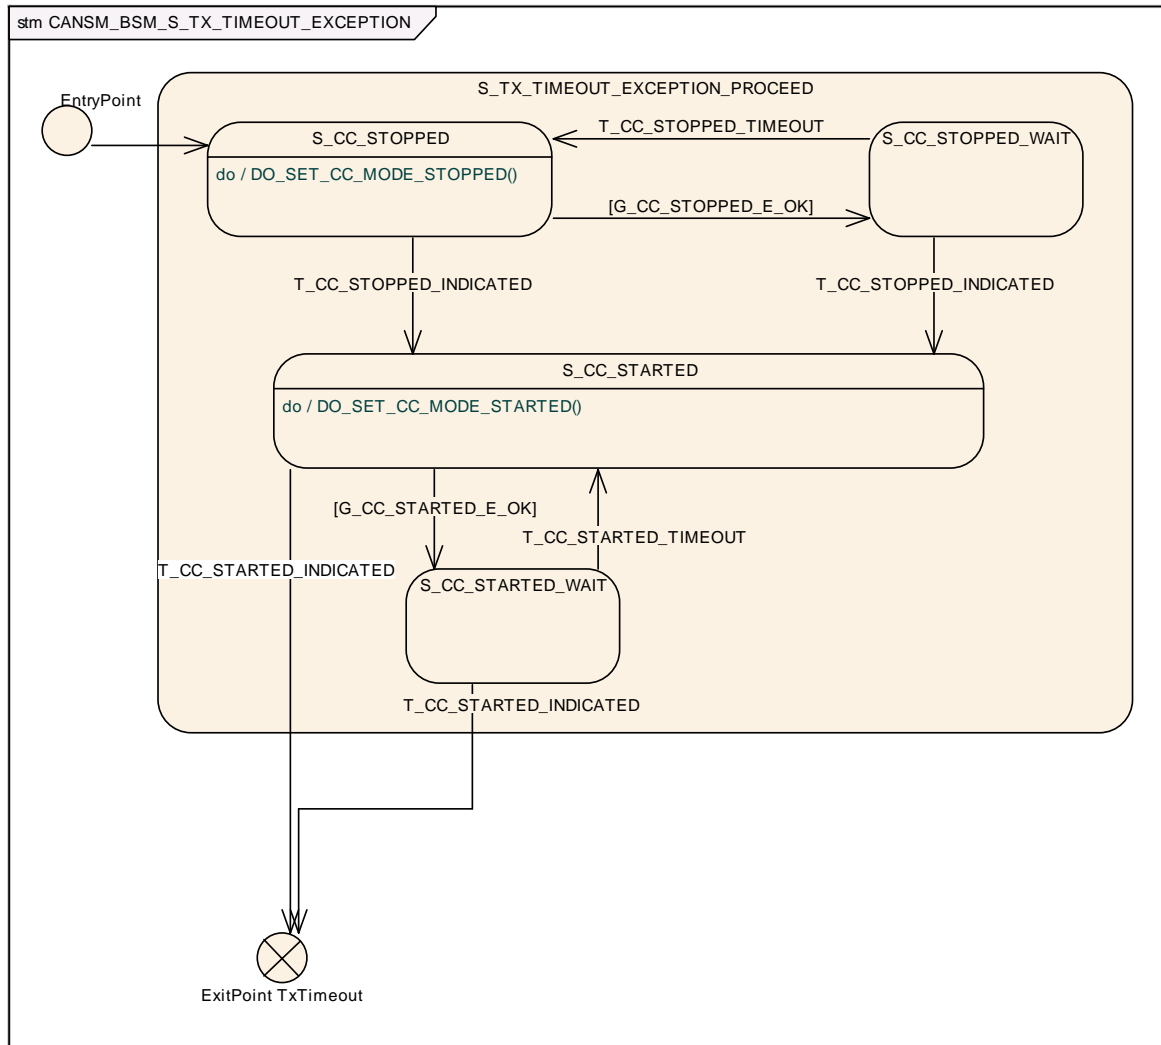 stm CANSM_BSM_S_TX_TIMEOUT_EXCEPTION
S_TX_TIMEOUT_EXCEPTION_PROCEED
EntryPoint
S_CC_STOPPED
do / DO_SET_CC_MODE_STOPPED()
T_CC_STOPPED_TIMEOUT
S_CC_STOPPED_WAIT
[G_CC_STOPPED_E_OK]
T_CC_STOPPED_INDICATED
T_CC_STOPPED_INDICATED
S_CC_STARTED
do / DO_SET_CC_MODE_STARTED()
[G_CC_STARTED_E_OK]
T_CC_STARTED_TIMEOUT
T_CC_STARTED_INDICATED
S_CC_STARTED_WAIT
T_CC_STARTED_INDICATED
ExitPoint TxTimeout